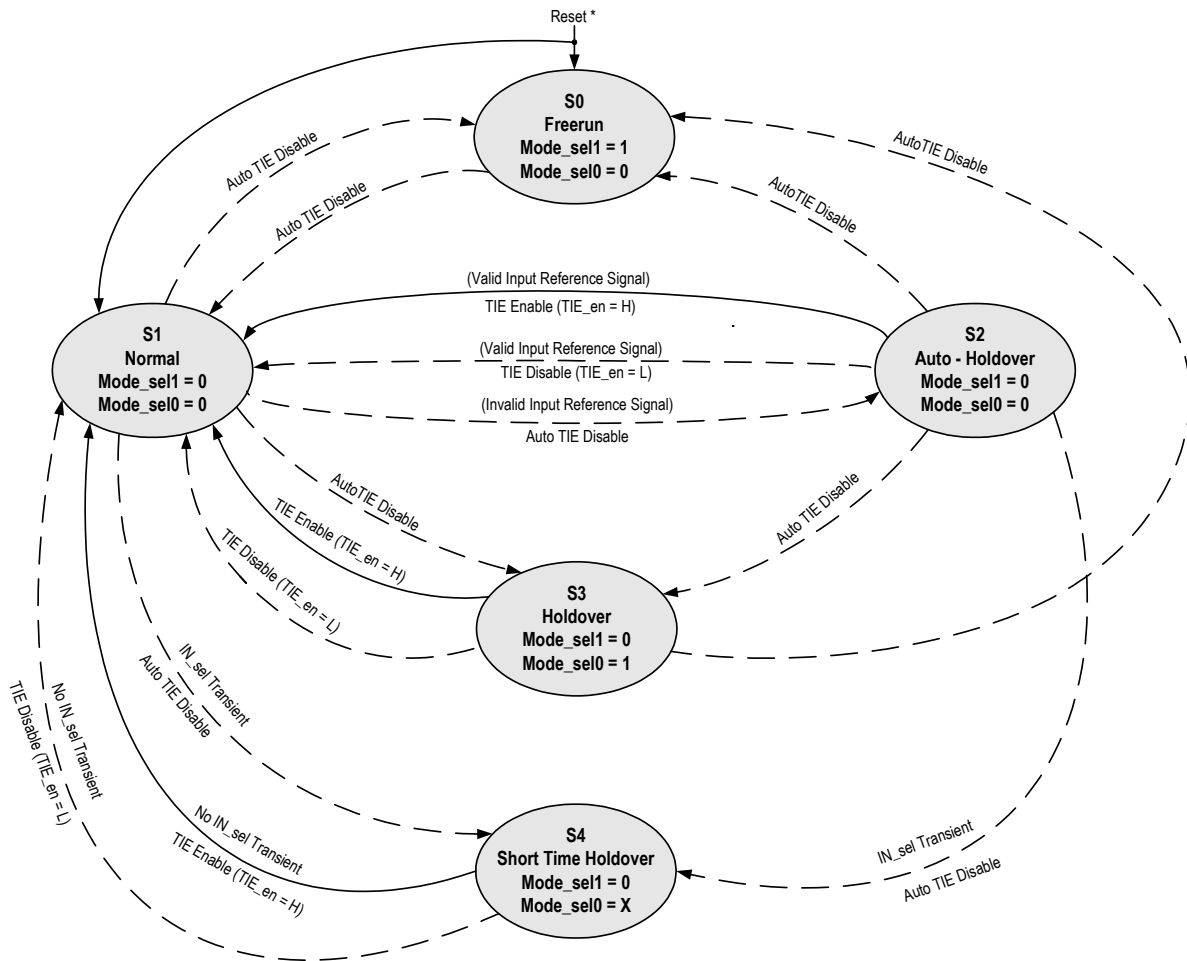 Reset *
S0
Freerun
Mode_sel1 = 1
Mode_sel0 = 0
Auto TIE Disable
Auto TIE Disable
AutoTIE Disable
AutoTIE Disable
(Valid Input Reference Signal)
TIE Enable (TIE_en = H)
S1
Normal
Mode_sel1 = 0
Mode_sel0 = 0
(Valid Input Reference Signal)
TIE Disable (TIE_en = L)
(Invalid Input Reference Signal)
Auto TIE Disable
S2
Auto - Holdover
Mode_sel1 = 0
Mode_sel0 = 0
AutoTIE Disable
TIE Enable (TIE_en = H)
TIE Disable (TIE_en = L)
Auto TIE Disable
S3
Holdover
Mode_sel1 = 0
Mode_sel0 = 1
IN_sel Transient
Auto TIE Disable
No IN_sel Transient
TIE Disable (TIE_en = L)
No IN_sel Transient
TIE Enable (TIE_en = H)
S4
Short Time Holdover
Mode_sel1 = 0
Mode_sel0 = X
IN_sel Transient
Auto TIE Disable